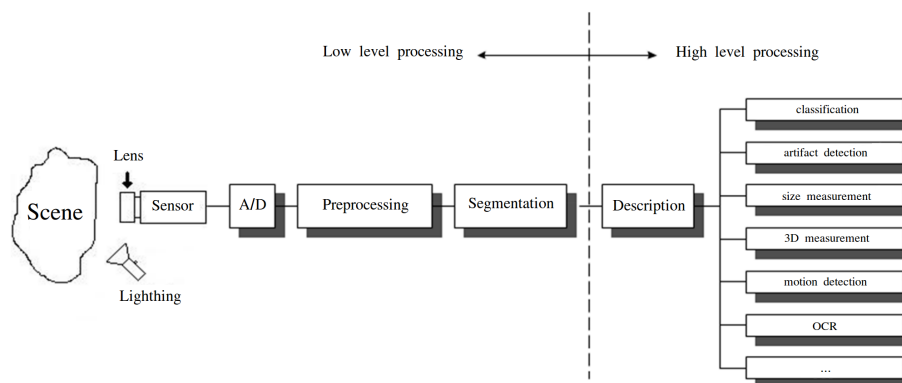 Low level processing
High level processing
Lens
Scene
Sensor
A/D
Preprocessing
Segmentation
Description
Lighthing
classification
artifact detection
size measurement
3D measurement
motion detection
OCR
...